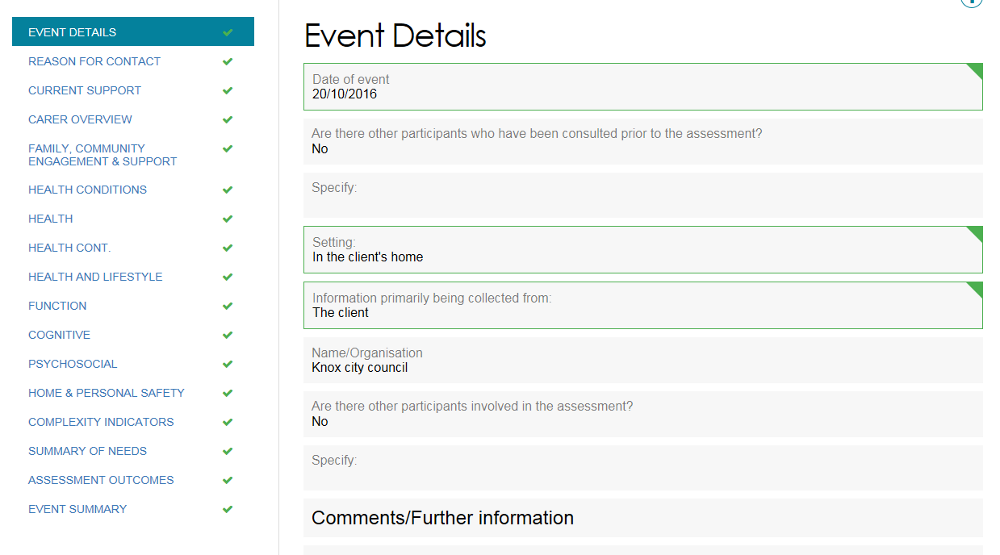 EVENT DETAILS
REASON FOR CONTACT
CURRENT SUPPORT
CARER OVERVIEW
FAMILY, COMMUNITY
ENGAGEMENT & SUPPORT
HEALTH CONDITIONS
HEALTH
HEALTH CONT.
HEALTH AND LIFESTYLE
FUNCTION
COGNITIVE
PSYCHOSOCIAL
HOME & PERSONAL SAFETY
COMPLEXITY INDICATORS
SUMMARY OF NEEDS
ASSESSMENT OUTCOMES
EVENT SUMMARY
Event Details
Date of event
20/10/2016
Are there other participants who have been consulted prior to the assessment?
No
Specify:
Setting:
In the client's home
Information primarily being collected from:
The client
Name/Organisation
Knox city council
Are there other participants involved in the assessment?
No
Specify:
Comments/Further information